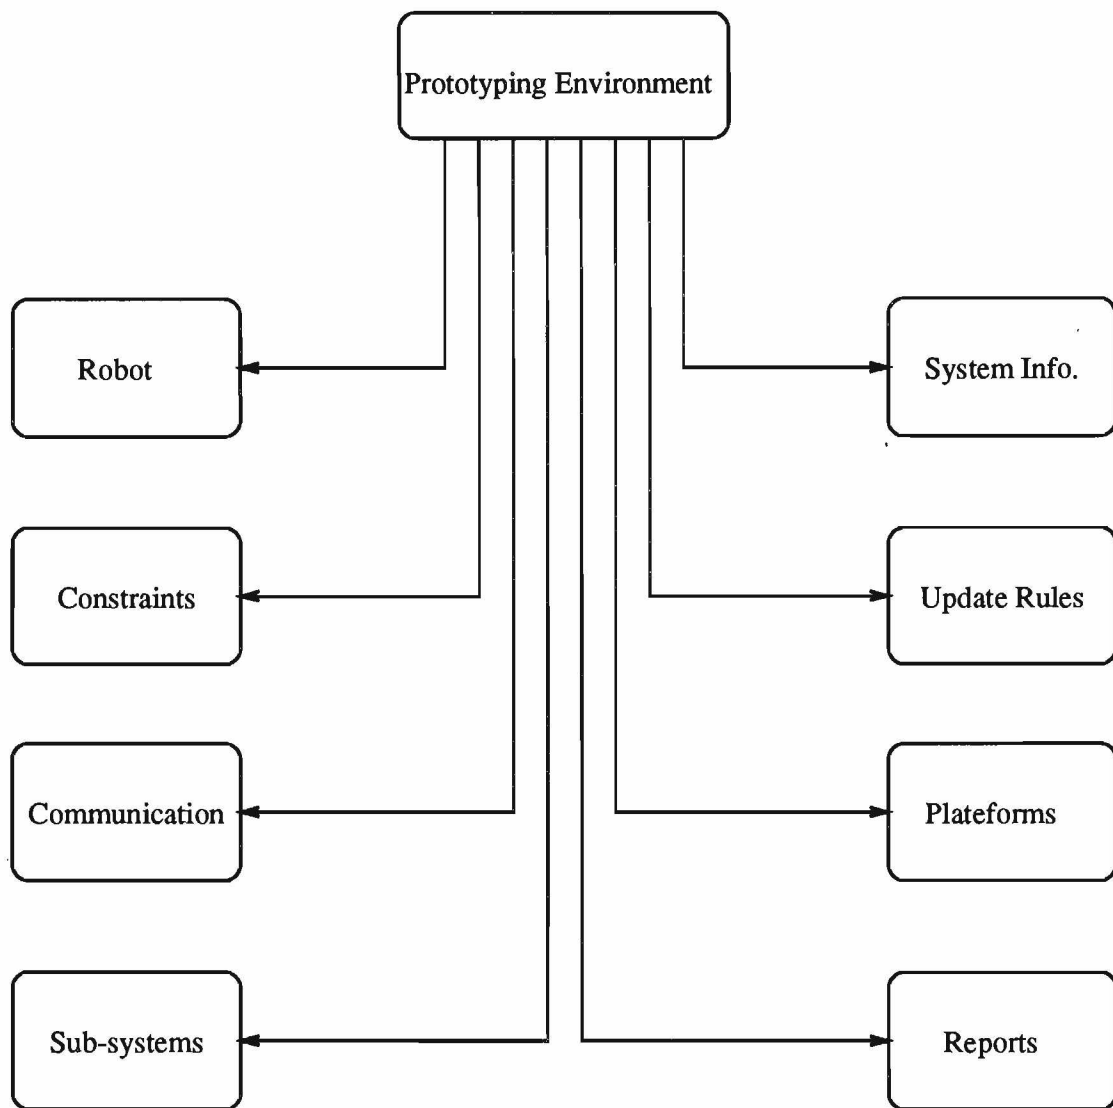 Prototyping Environment
Robot
System Info.
Constraints
Update Rules
Communication
Plateforms
Sub-systems
Reports